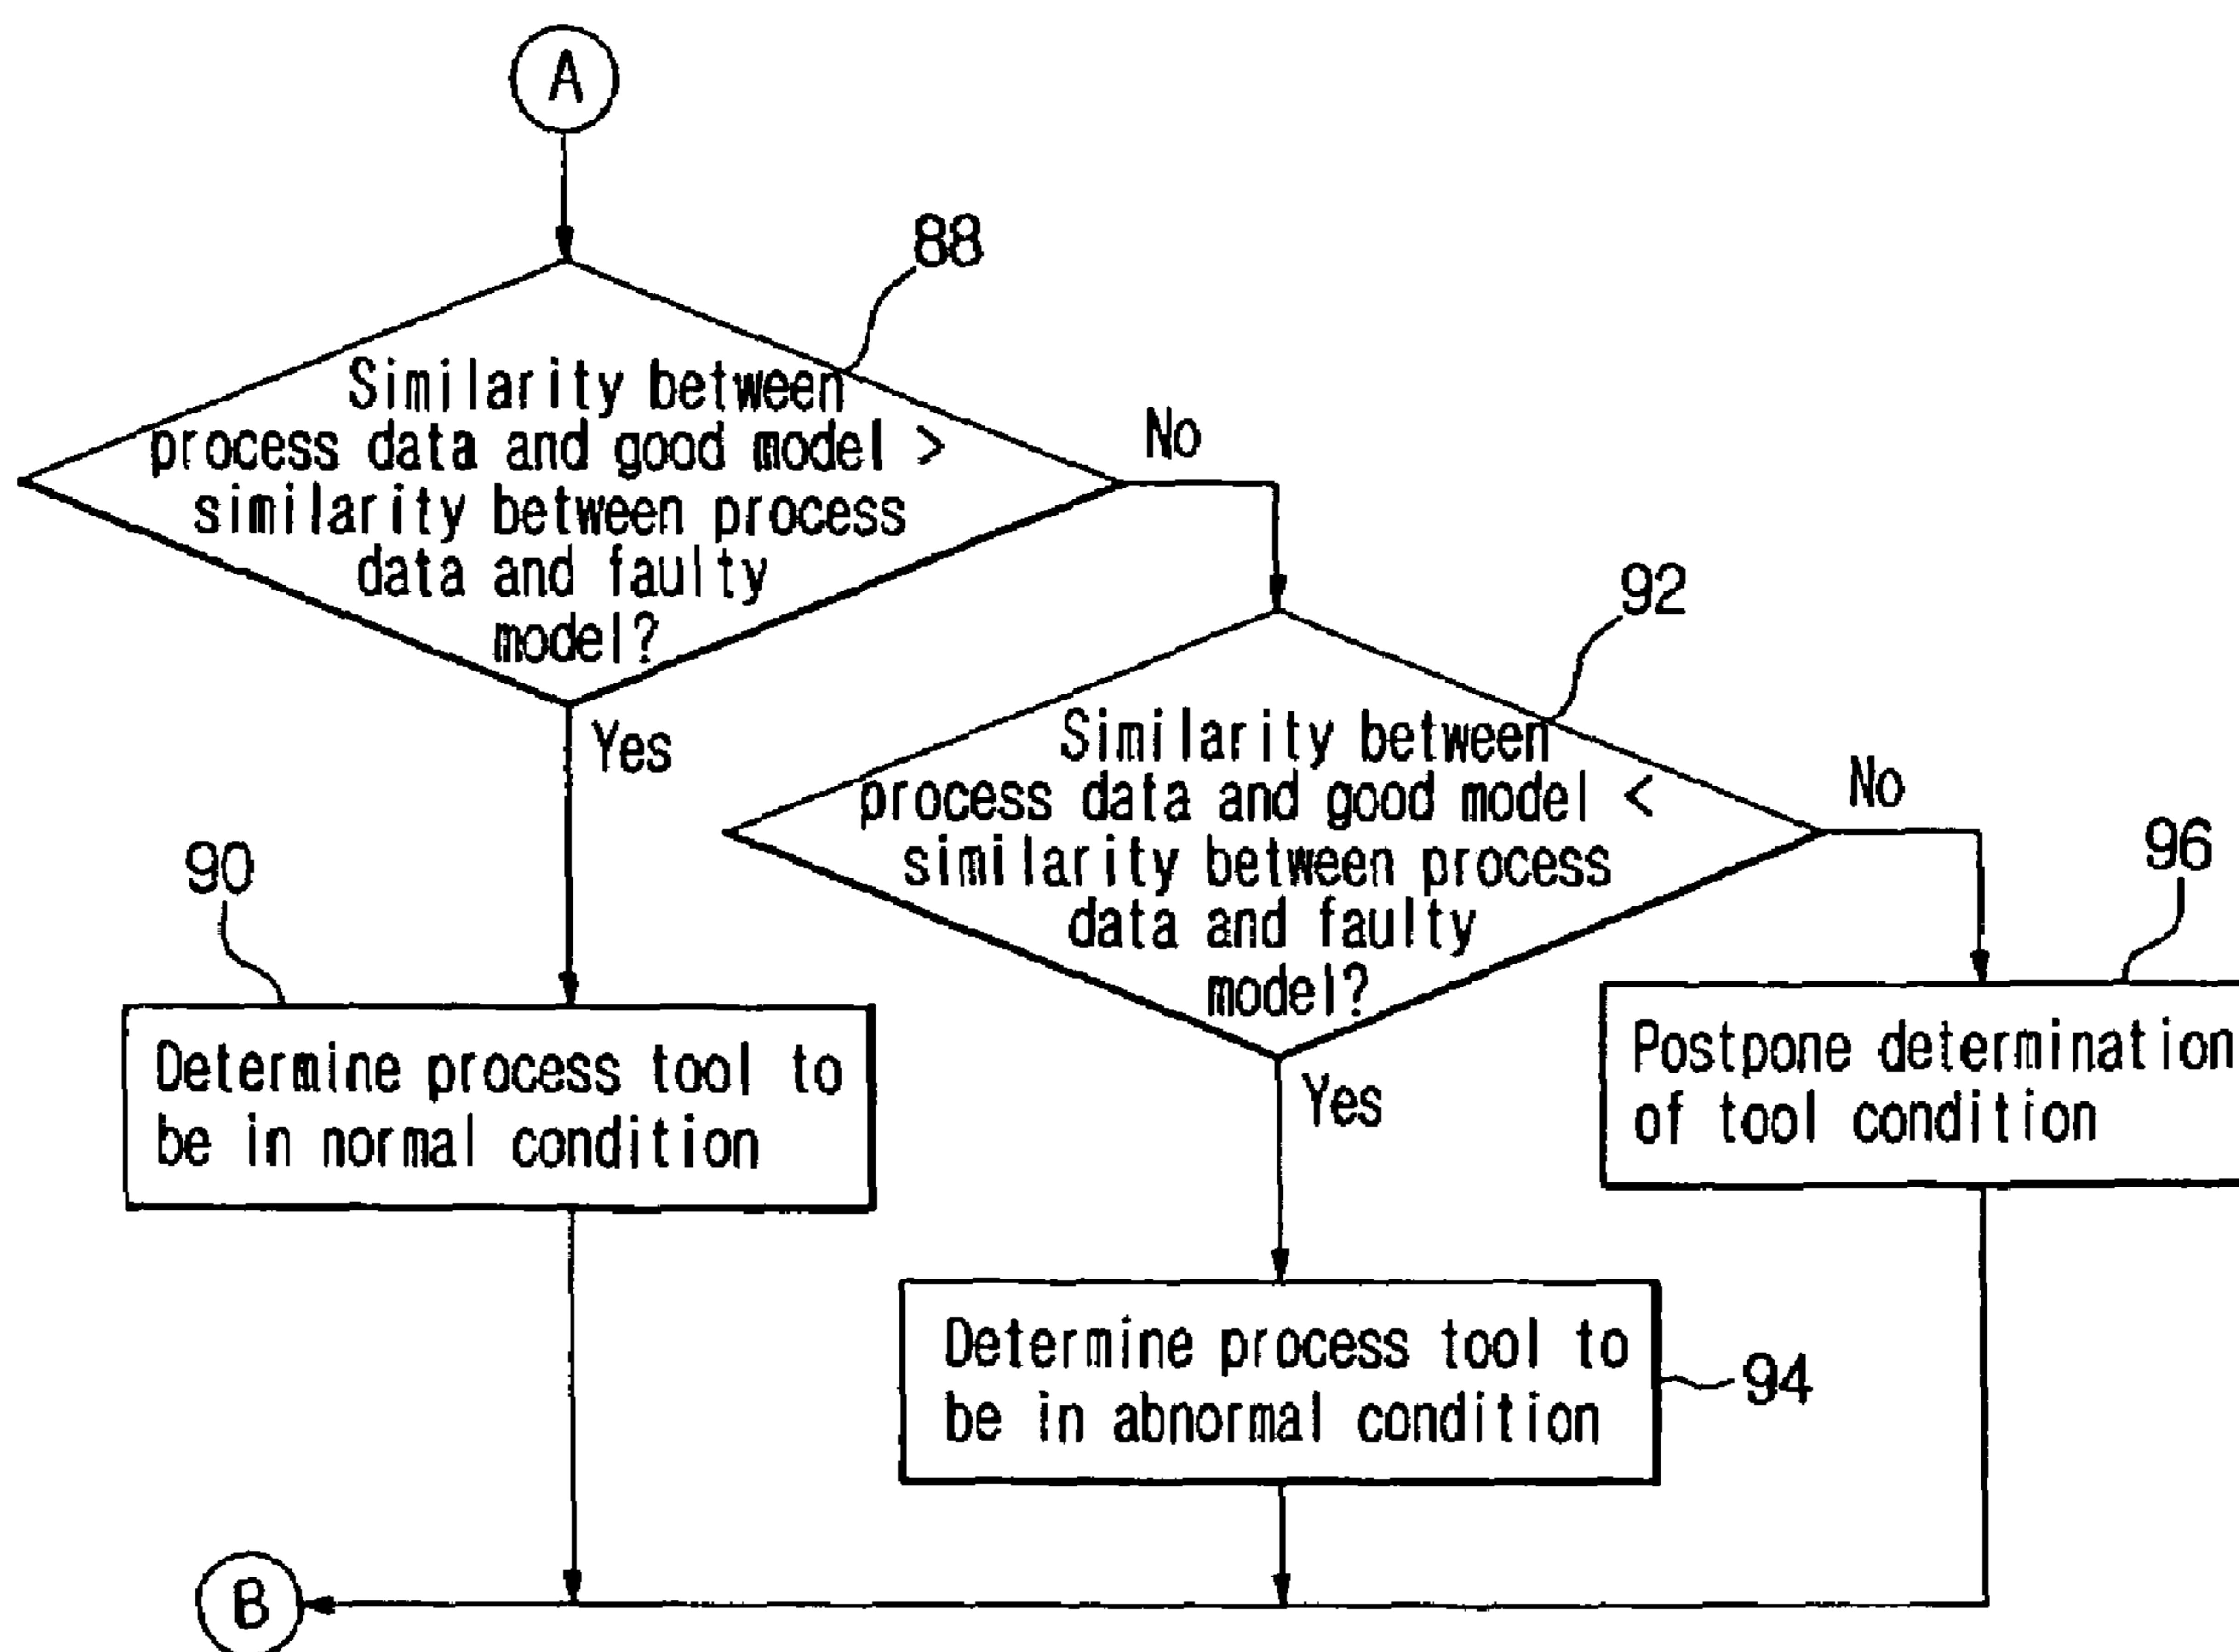 A
88
Similarity between
process data and good model >
similarity between process
data and faulty
model?
No
Yes
92
Similarity between
process data and good model <
similarity between process
data and faulty
model?
No
Yes
90
Determine process tool to
be in normal condition
96
Postpone determination
of tool condition
Determine process tool to
be in abnormal condition
94
B